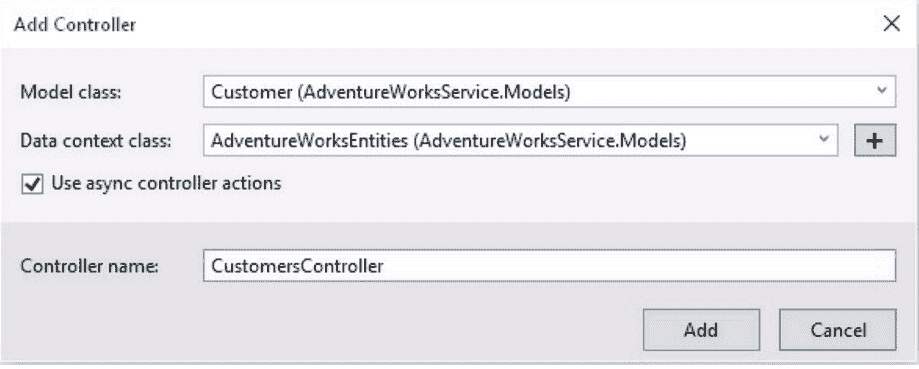 Add Controller
Model class: Customer (AdventureWorksService.Models)
Data context class: AdventureWorksEntities (AdventureWorksService.Models) +
Use async controller actions
Controller name: CustomersController
Add Cancel